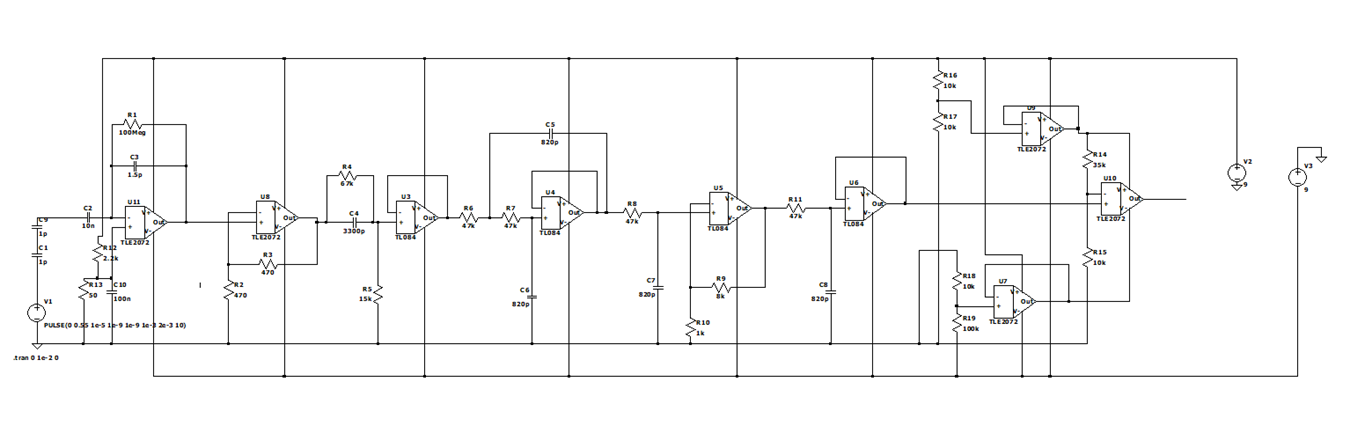 R1
100Meg
C3
1.5p
C9
1p
C1
1p
C2
10n
U11
V+
-
+
V-
Out
TLE2072
R12
2.2k
R13
50
C10
100n
V1
PULSE(0 0.55 1e-5 1e-9 1e-9 1e-3 2e-3 10)
.tran 0 1e-2 0
U8
V+
-
+
V-
Out
TLE2072
R3
470
R2
470
R4
67k
C4
3300p
R5
15k
U3
V+
-
+
V-
Out
TL084
R6
47k
R7
47k
C5
820p
C6
820p
U4
V+
-
+
V-
Out
TL084
R8
47k
C7
820p
U5
V+
-
+
V-
Out
TL084
R9
8k
R10
1k
R11
47k
C8
820p
U6
V+
-
+
V-
Out
TL084
R16
10k
R17
10k
R18
10k
R19
100k
U9
V+
-
+
V-
Out
TLE2072
U7
V+
-
+
V-
Out
TLE2072
R14
35k
R15
10k
U10
V+
-
+
V-
Out
TLE2072
V2
+
-
9
V3
+
-
9